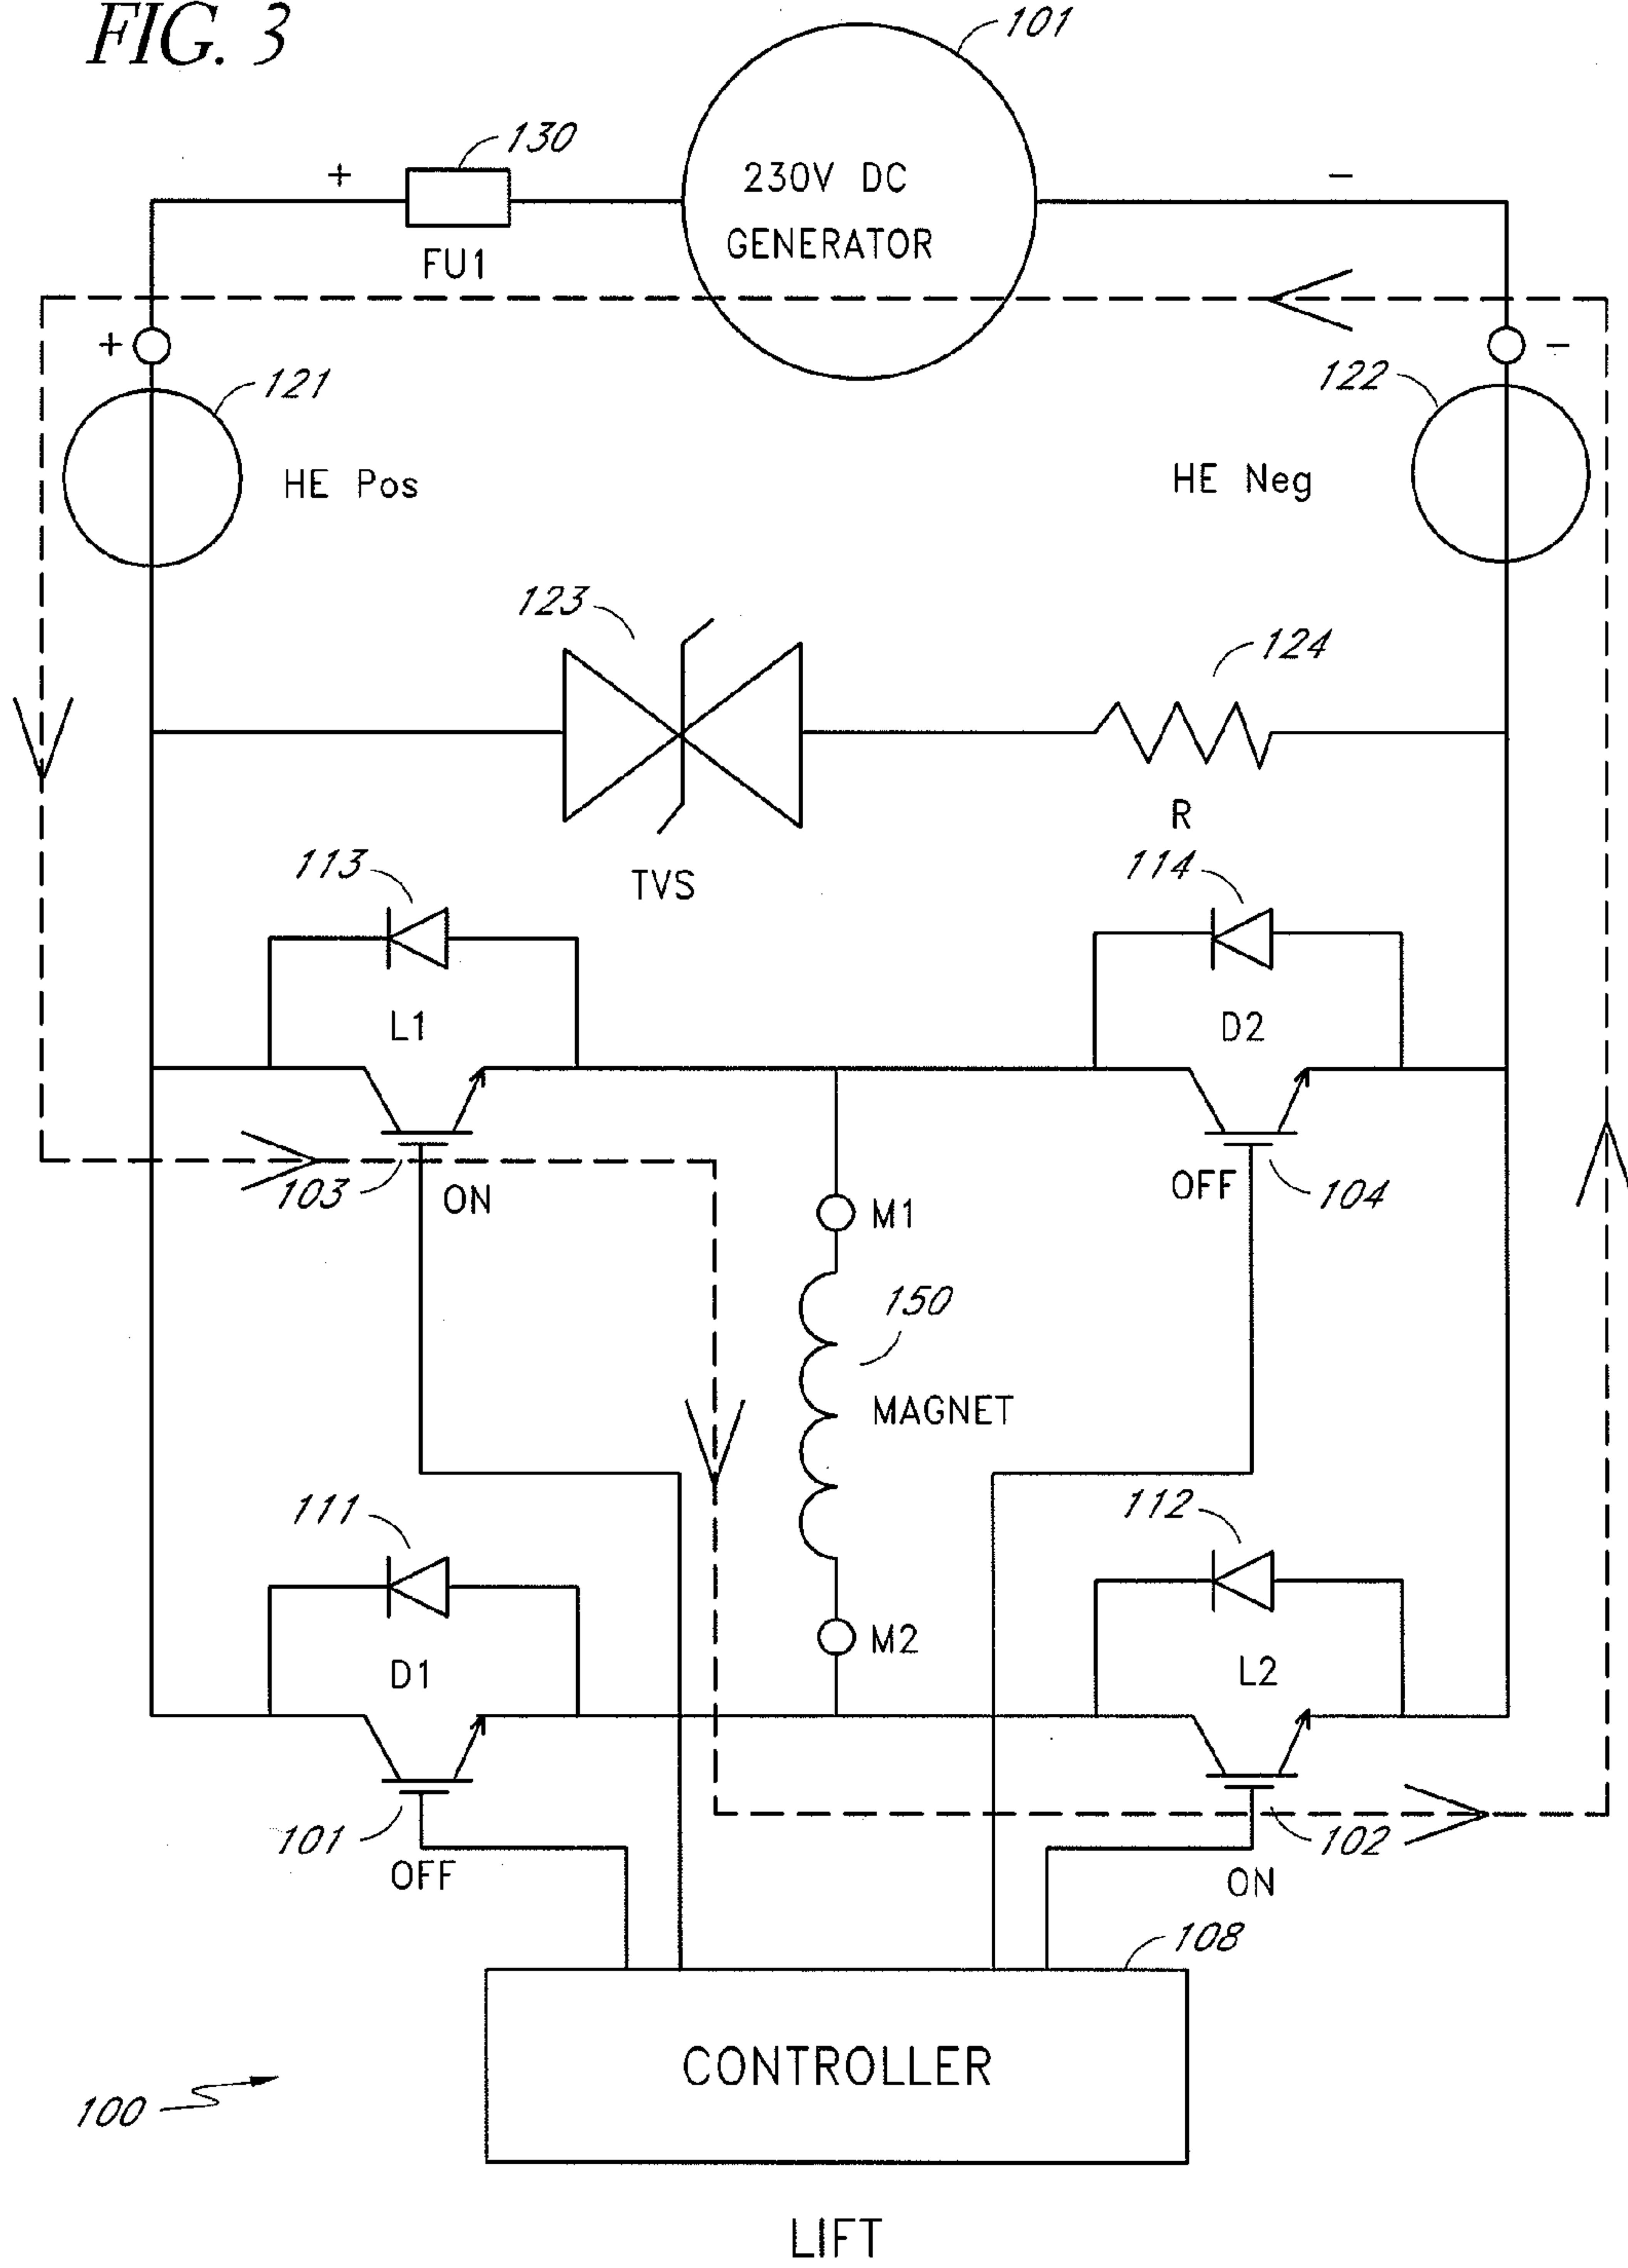 FIG. 3
101
130
+
230V DC
GENERATOR
−
FU1
+
−
121
122
HE Pos
HE Neg
123
124
R
TVS
113
114
L1
D2
103
ON
OFF
104
M1
150
MAGNET
111
112
M2
D1
L2
101
OFF
102
ON
108
CONTROLLER
100
LIFT